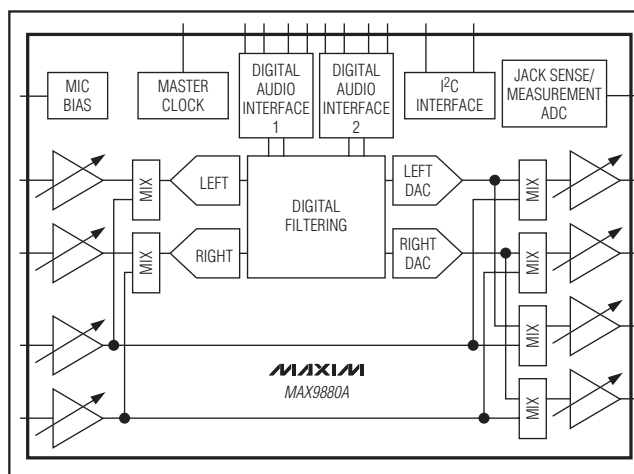 MIC
BIAS
MASTER
CLOCK
DIGITAL
AUDIO
INTERFACE
1
DIGITAL
AUDIO
INTERFACE
2
I²C
INTERFACE
JACK SENSE/
MEASUREMENT
ADC
MIX
LEFT
DIGITAL
FILTERING
LEFT
DAC
MIX
MIX
RIGHT
RIGHT
DAC
MIX
MIX
MIX
MAXIM
MAX9880A